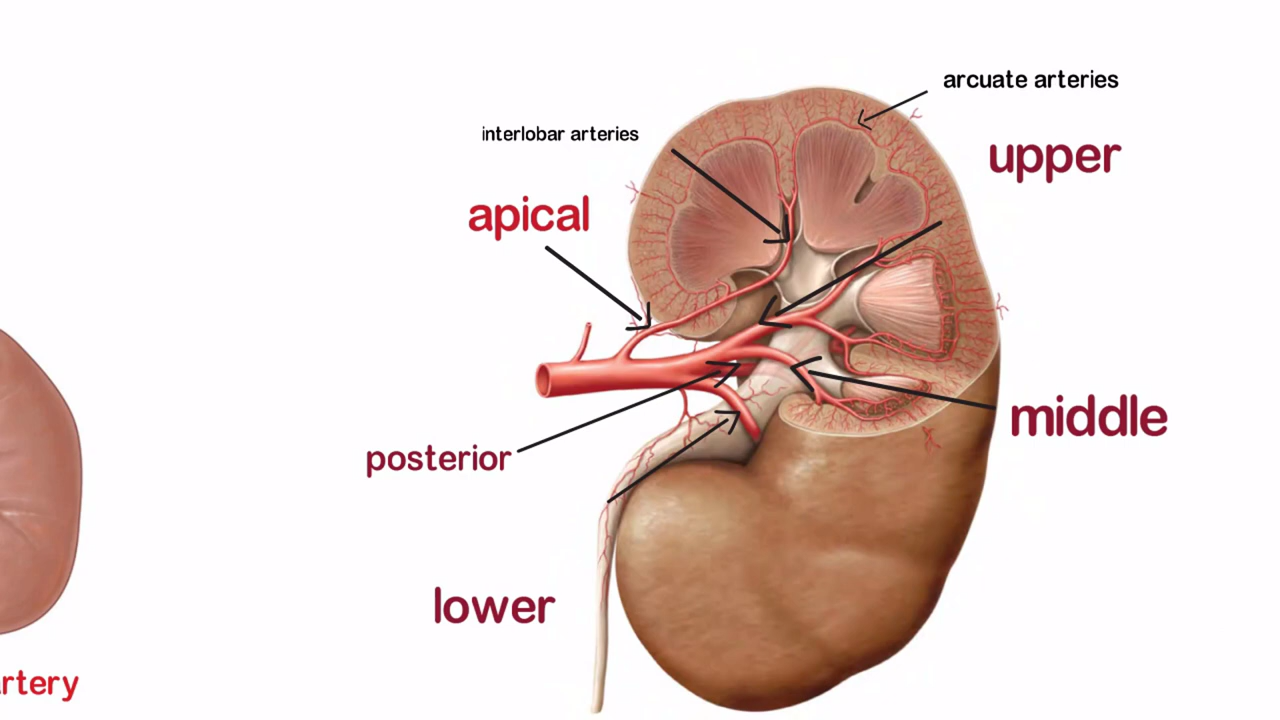 arcuate arteries
interlobar arteries
upper
apical
middle
posterior
lower
rtery